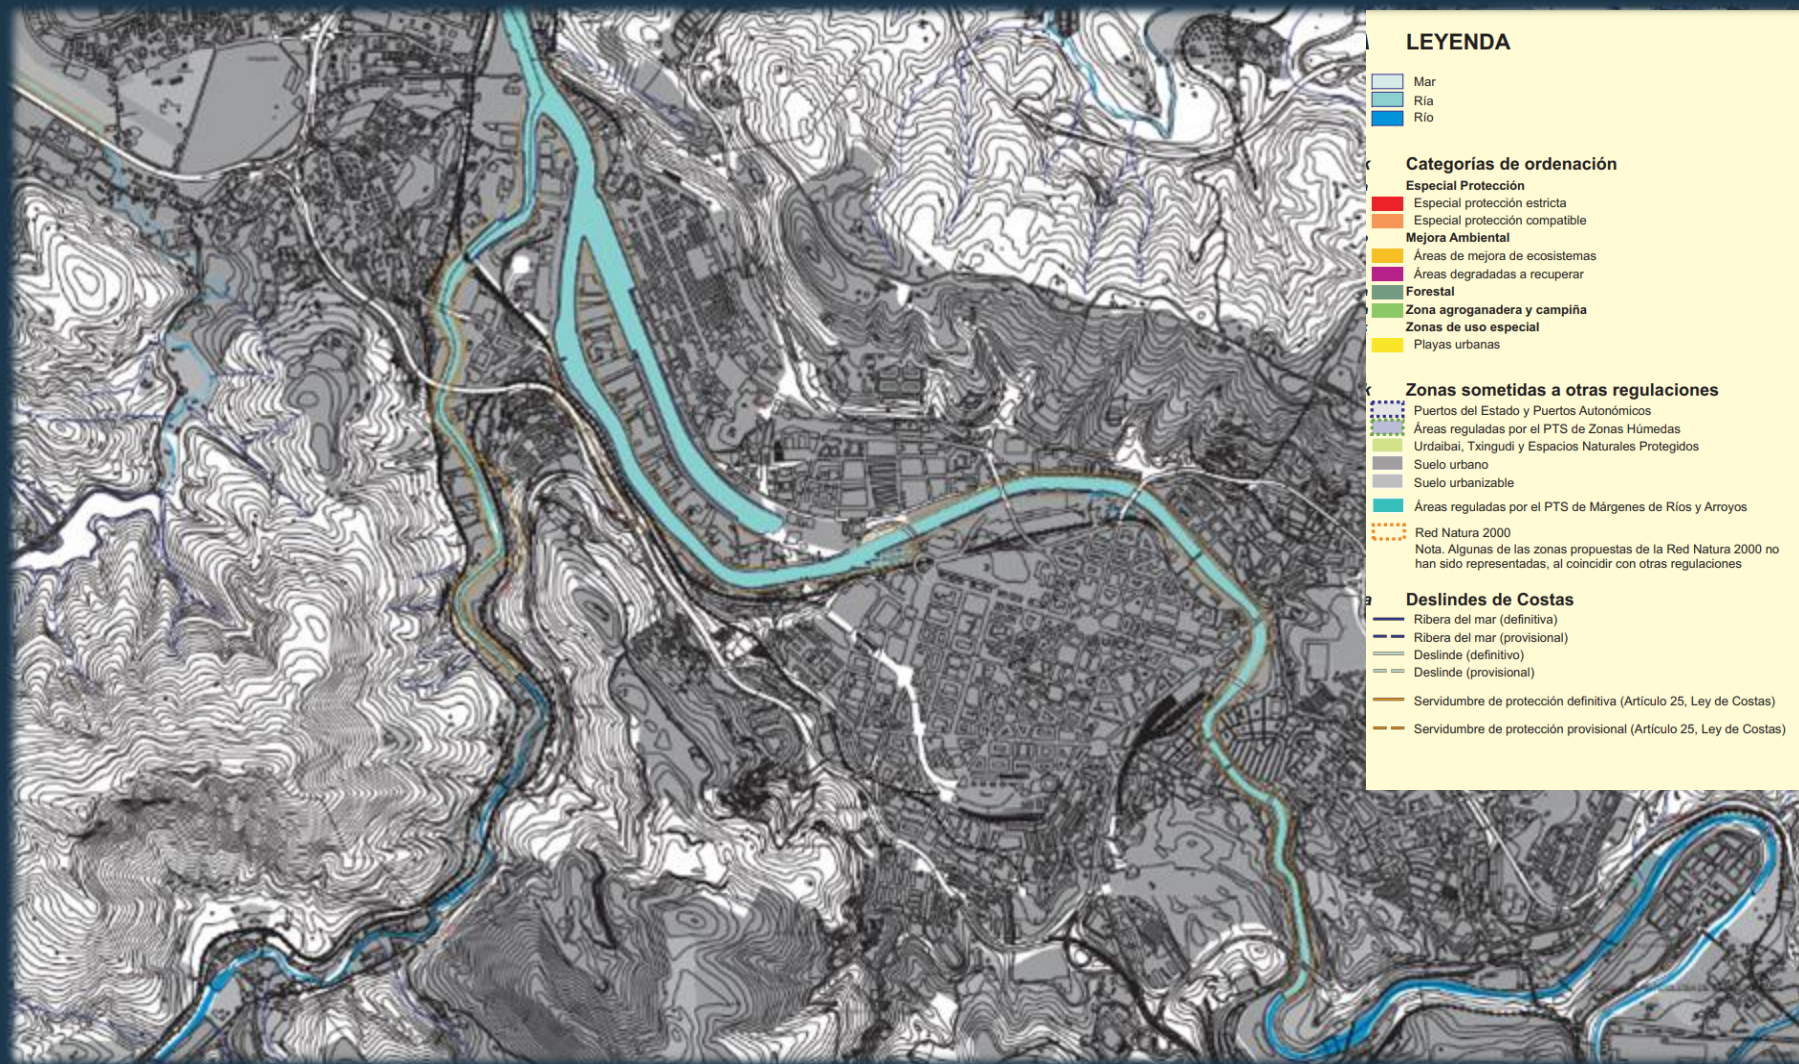 LEYENDA
Mar
Ría
Río
Categorías de ordenación
Especial Protección
Especial protección estricta
Especial protección compatible
Mejora Ambiental
Áreas de mejora de ecosistemas
Áreas degradadas a recuperar
Forestal
Zona agroganadera y campiña
Zonas de uso especial
Playas urbanas
Zonas sometidas a otras regulaciones
Puertos del Estado y Puertos Autonómicos
Áreas reguladas por el PTS de Zonas Húmedas
Urdaibai, Txingudi y Espacios Naturales Protegidos
Suelo urbano
Suelo urbanizable
Áreas reguladas por el PTS de Márgenes de Ríos y Arroyos
Red Natura 2000
Nota. Algunas de las zonas propuestas de la Red Natura 2000 no
han sido representadas, al coincidir con otras regulaciones
Deslindes de Costas
Ribera del mar (definitiva)
Ribera del mar (provisional)
Deslinde (definitivo)
Deslinde (provisional)
Servidumbre de protección definitiva (Artículo 25, Ley de Costas)
Servidumbre de protección provisional (Artículo 25, Ley de Costas)